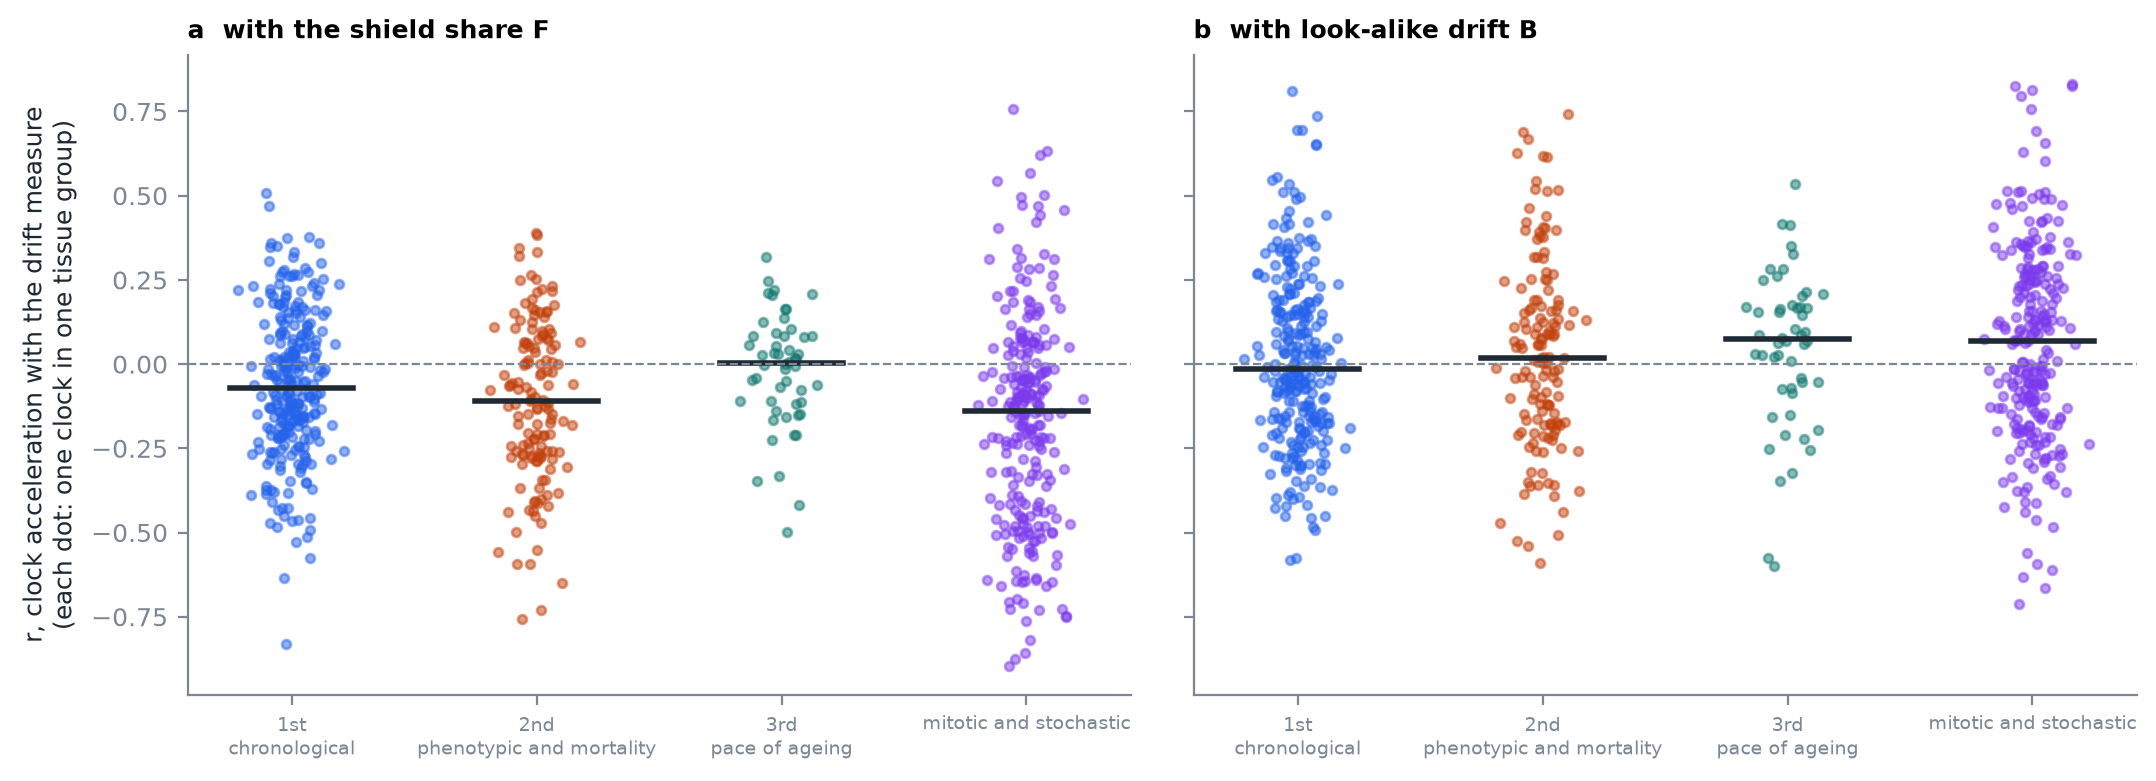 a with the shield share F
b with look-alike drift B
r, clock acceleration with the drift measure
(each dot: one clock in one tissue group)
0.75
0.50
0.25
0.00
−0.25
−0.50
−0.75
1st
chronological
2nd
phenotypic and mortality
3rd
pace of ageing
mitotic and stochastic
1st
chronological
2nd
phenotypic and mortality
3rd
pace of ageing
mitotic and stochastic